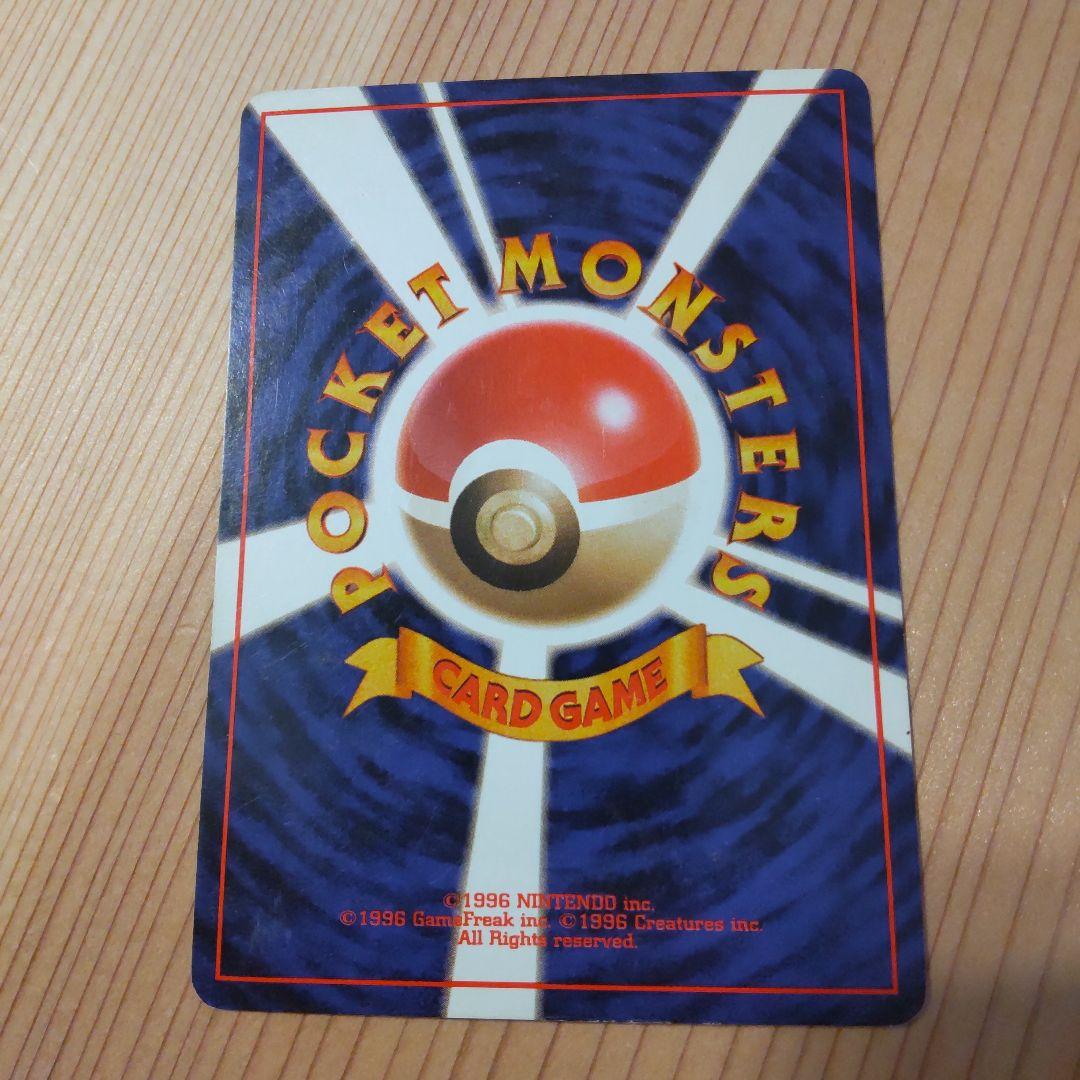 POCKET MONSTERS
CARD GAME
©1996 NINTENDO inc.
©1996 GameFreak inc. ©1996 Creatures inc.
All Rights reserved.